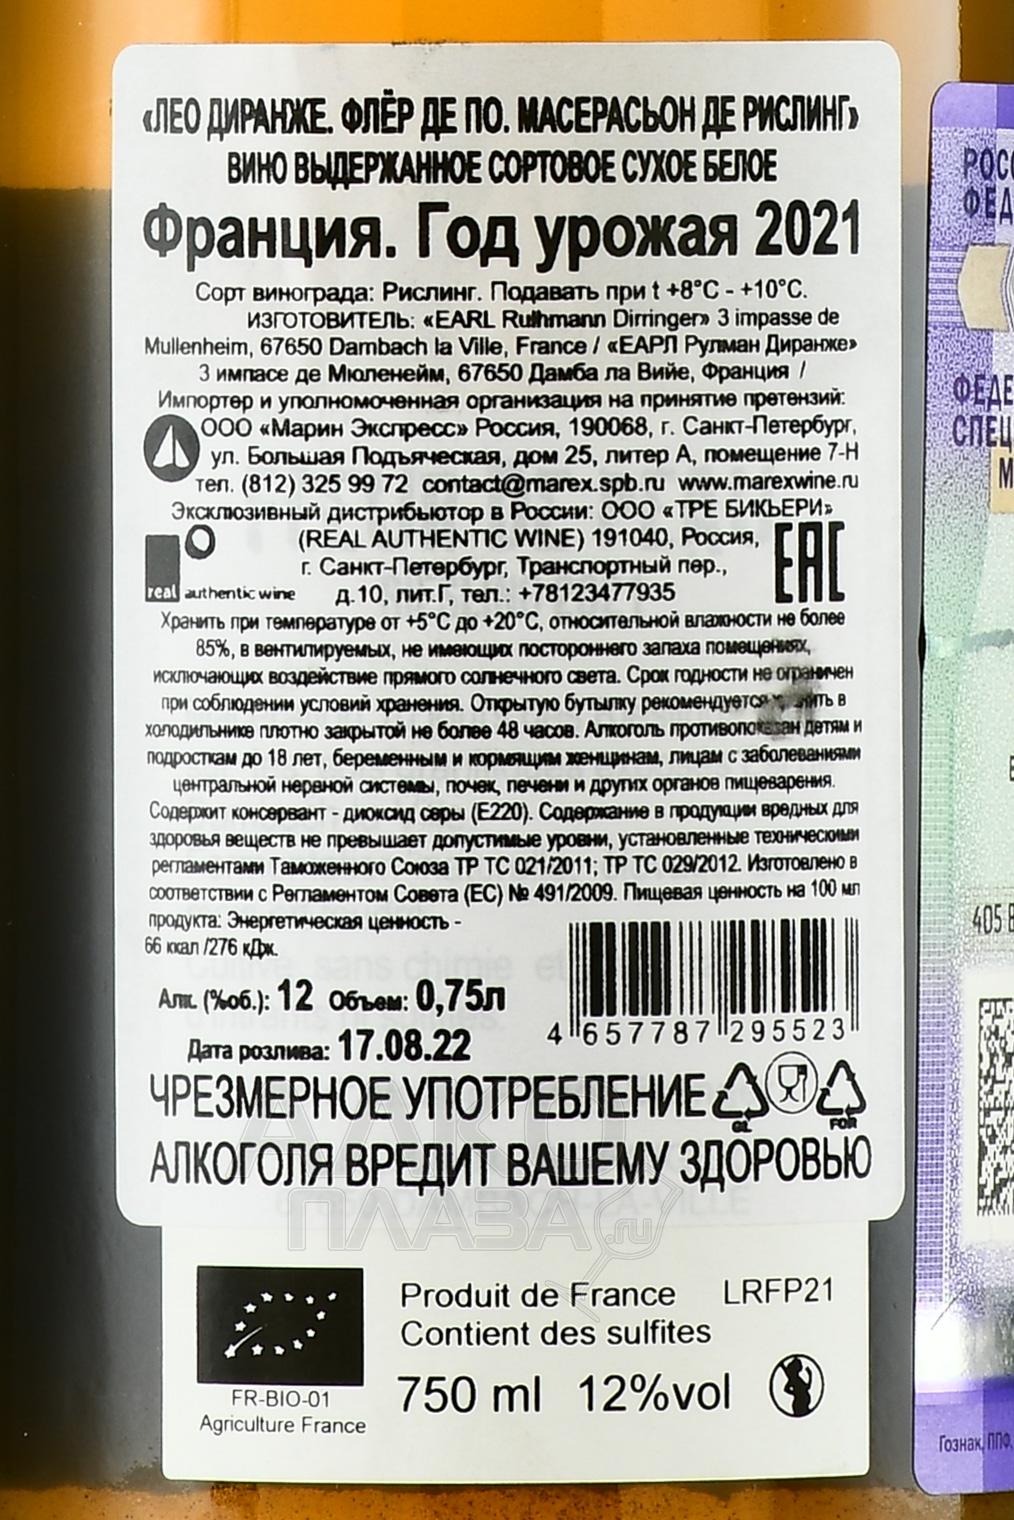 «ЛЕО ДИРАНЖЕ. ФЛЁР ДЕ ПО. МАСЕРАСЬОН ДЕ РИСЛИНГ»
ВИНО ВЫДЕРЖАННОЕ СОРТОВОЕ СУХОЕ БЕЛОЕ
Франция. Год урожая 2021
Сорт винограда: Рислинг. Подавать при t +8°C - +10°C.
ИЗГОТОВИТЕЛЬ: «EARL Ruhlmann Dirringer» 3 impasse de
Mullenheim, 67650 Dambach la Ville, France / «ЕАРЛ Рулман Диранже»
3 импасе де Мюленейм, 67650 Дамба ла Вийе, Франция /
Импортер и уполномоченная организация на принятие претензий:
ООО «Марин Экспресс» Россия, 190068, г. Санкт-Петербург,
ул. Большая Подъяческая, дом 25, литер А, помещение 7-Н
тел. (812) 325 99 72 contact@marex.spb.ru www.marexwine.ru
Эксклюзивный дистрибьютор в России: ООО «ТРЕ БИКЬЕРИ»
(REAL AUTHENTIC WINE) 191040, Россия,
г. Санкт-Петербург, Транспортный пер.,
д.10, лит.Г, тел.: +78123477935
real authentic wine
EAC
Хранить при температуре от +5°C до +20°C, относительной влажности не более
85%, в вентилируемых, не имеющих постороннего запаха помещениях,
исключающих воздействие прямого солнечного света. Срок годности не ограничен
при соблюдении условий хранения. Открытую бутылку рекомендуется хранить в
холодильнике плотно закрытой не более 48 часов. Алкоголь противопоказан детям и
подросткам до 18 лет, беременным и кормящим женщинам, лицам с заболеваниями
центральной нервной системы, почек, печени и других органов пищеварения.
Содержит консервант - диоксид серы (E220). Содержание в продукции вредных для
здоровья веществ не превышает допустимые уровни, установленные техническими
регламентами Таможенного Союза ТР ТС 021/2011; ТР ТС 029/2012. Изготовлено в
соответствии с Регламентом Совета (ЕС) № 491/2009. Пищевая ценность на 100 мл
продукта: Энергетическая ценность -
66 ккал /276 кДж.
Алк. (%об.): 12 Объем: 0,75л
Дата розлива: 17.08.22
4 657787 295523
ЧРЕЗМЕРНОЕ УПОТРЕБЛЕНИЕ
АЛКОГОЛЯ ВРЕДИТ ВАШЕМУ ЗДОРОВЬЮ
GL
FOR
АЛКО
ПЛАЗА.ru
Produit de France LRFP21
Contient des sulfites
750 ml 12%vol
FR-BIO-01
Agriculture France
405
Гознак, ППФ,